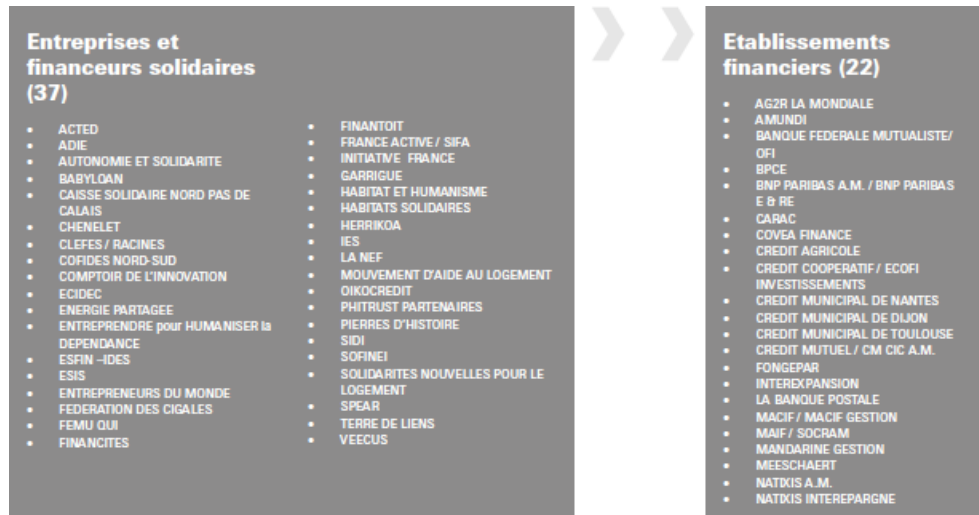 Entreprises et
financeurs solidaires
(37)
• ACTED
• ADIE
• AUTONOMIE ET SOLIDARITE
• BABYLOAN
• CAISSE SOLIDAIRE NORD PAS DE
CALAIS
• CHENELET
• CLEFES / RACINES
• COFIDES NORD-SUD
• COMPTOIR DE L'INNOVATION
• ECIDEC
• ENERGIE PARTAGEE
• ENTREPRENDRE pour HUMANISER la
DEPENDANCE
• ESFIN –IDES
• ESIS
• ENTREPRENEURS DU MONDE
• FEDERATION DES CIGALES
• FEMU QUI
• FINANCITES
• FINANTOIT
• FRANCE ACTIVE / SIFA
• INITIATIVE FRANCE
• GARRIGUE
• HABITAT ET HUMANISME
• HABITATS SOLIDAIRES
• HERRIKOA
• IES
• LA NEF
• MOUVEMENT D'AIDE AU LOGEMENT
• OIKOCREDIT
• PHITRUST PARTENAIRES
• PIERRES D'HISTOIRE
• SIDI
• SOFINEI
• SOLIDARITES NOUVELLES POUR LE
LOGEMENT
• SPEAR
• TERRE DE LIENS
• VEECUS
Etablissements
financiers (22)
• AG2R LA MONDIALE
• AMUNDI
• BANQUE FEDERALE MUTUALISTE/
OFI
• BPCE
• BNP PARIBAS A.M. / BNP PARIBAS
E & RE
• CARAC
• COVEA FINANCE
• CREDIT AGRICOLE
• CREDIT COOPERATIF / ECOFI
INVESTISSEMENTS
• CREDIT MUNICIPAL DE NANTES
• CREDIT MUNICIPAL DE DIJON
• CREDIT MUNICIPAL DE TOULOUSE
• CREDIT MUTUEL / CM CIC A.M.
• FONGEPAR
• INTEREXPANSION
• LA BANQUE POSTALE
• MACIF / MACIF GESTION
• MAIF / SOCRAM
• MANDARINE GESTION
• MEESCHAERT
• NATIXIS A.M.
• NATIXIS INTEREPARGNE